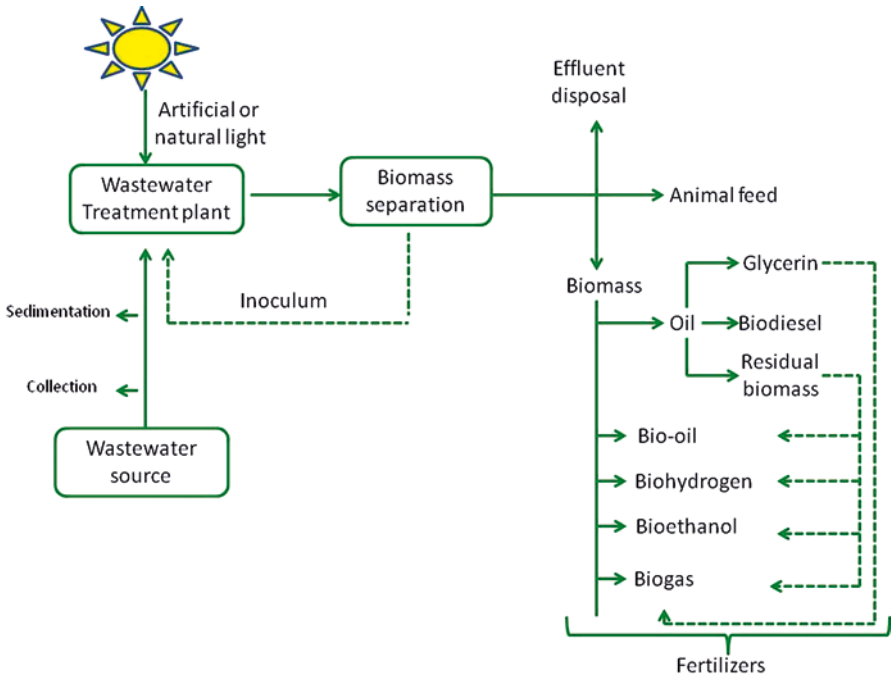 Effluent
disposal
Artificial or
natural light
Wastewater
Treatment plant
Biomass
separation
Animal feed
Inoculum
Biomass
Glycerin
Sedimentation
Oil
Biodiesel
Residual
biomass
Collection
Wastewater
source
Bio-oil
Biohydrogen
Bioethanol
Biogas
Fertilizers